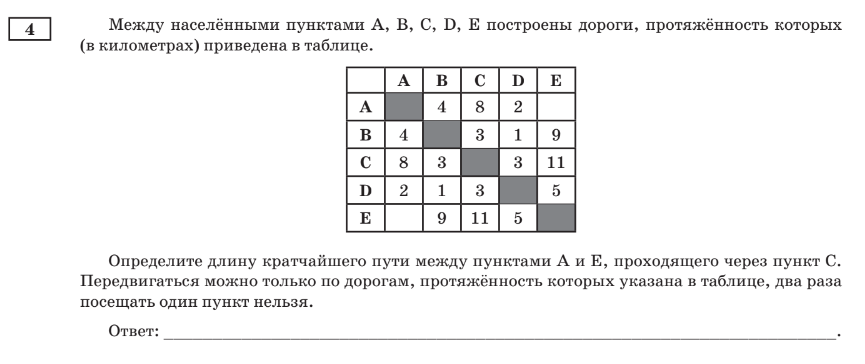 4
Между населёнными пунктами A, B, C, D, E построены дороги, протяжённость которых
(в километрах) приведена в таблице.
A B C D E
A 4 8 2
B 4 3 1 9
C 8 3 3 11
D 2 1 3 5
E 9 11 5
Определите длину кратчайшего пути между пунктами A и E, проходящего через пункт C.
Передвигаться можно только по дорогам, протяжённость которых указана в таблице, два раза
посещать один пункт нельзя.
Ответ: .